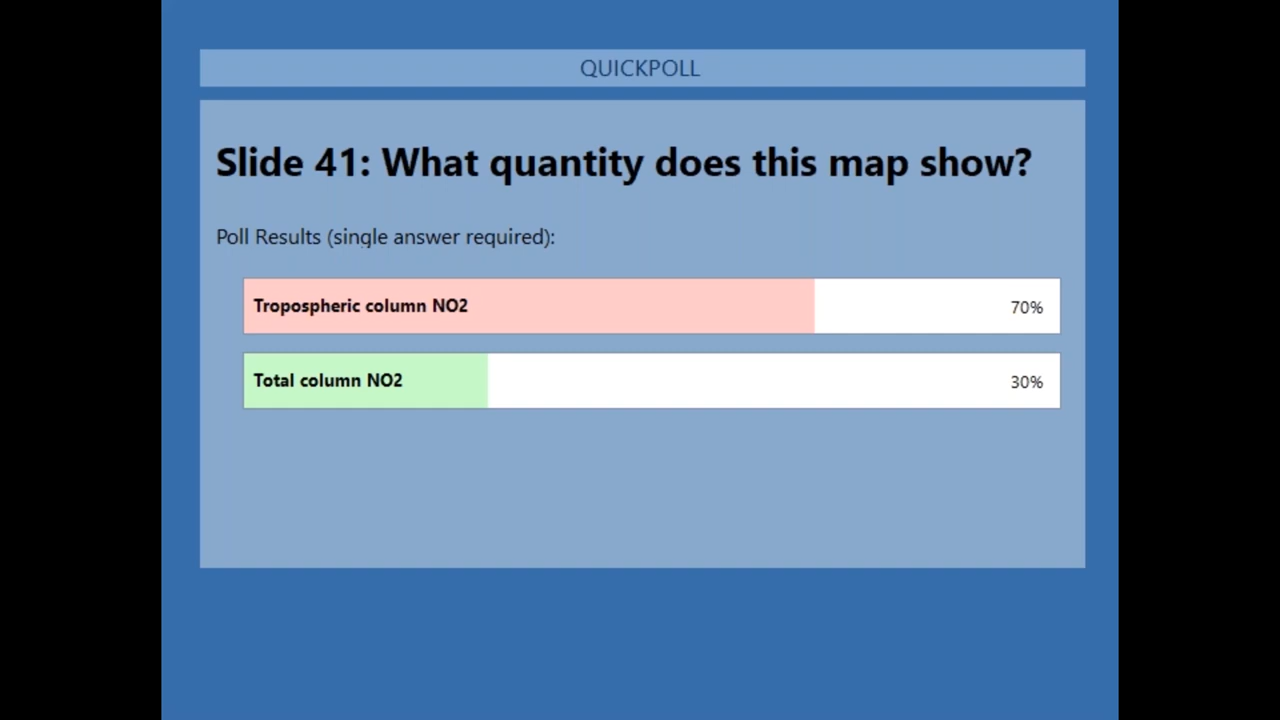 QUICKPOLL
Slide 41: What quantity does this map show?
Poll Results (single answer required):
Tropospheric column NO2 70%
Total column NO2 30%